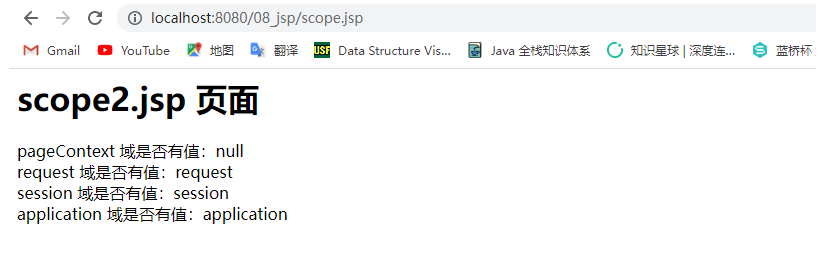 localhost:8080/08_jsp/scope.jsp
Gmail YouTube 地图 翻译 USF Data Structure Vis... Java 全栈知识体系 知识星球 | 深度连... 蓝桥杯
scope2.jsp 页面
pageContext 域是否有值：null
request 域是否有值：request
session 域是否有值：session
application 域是否有值：application